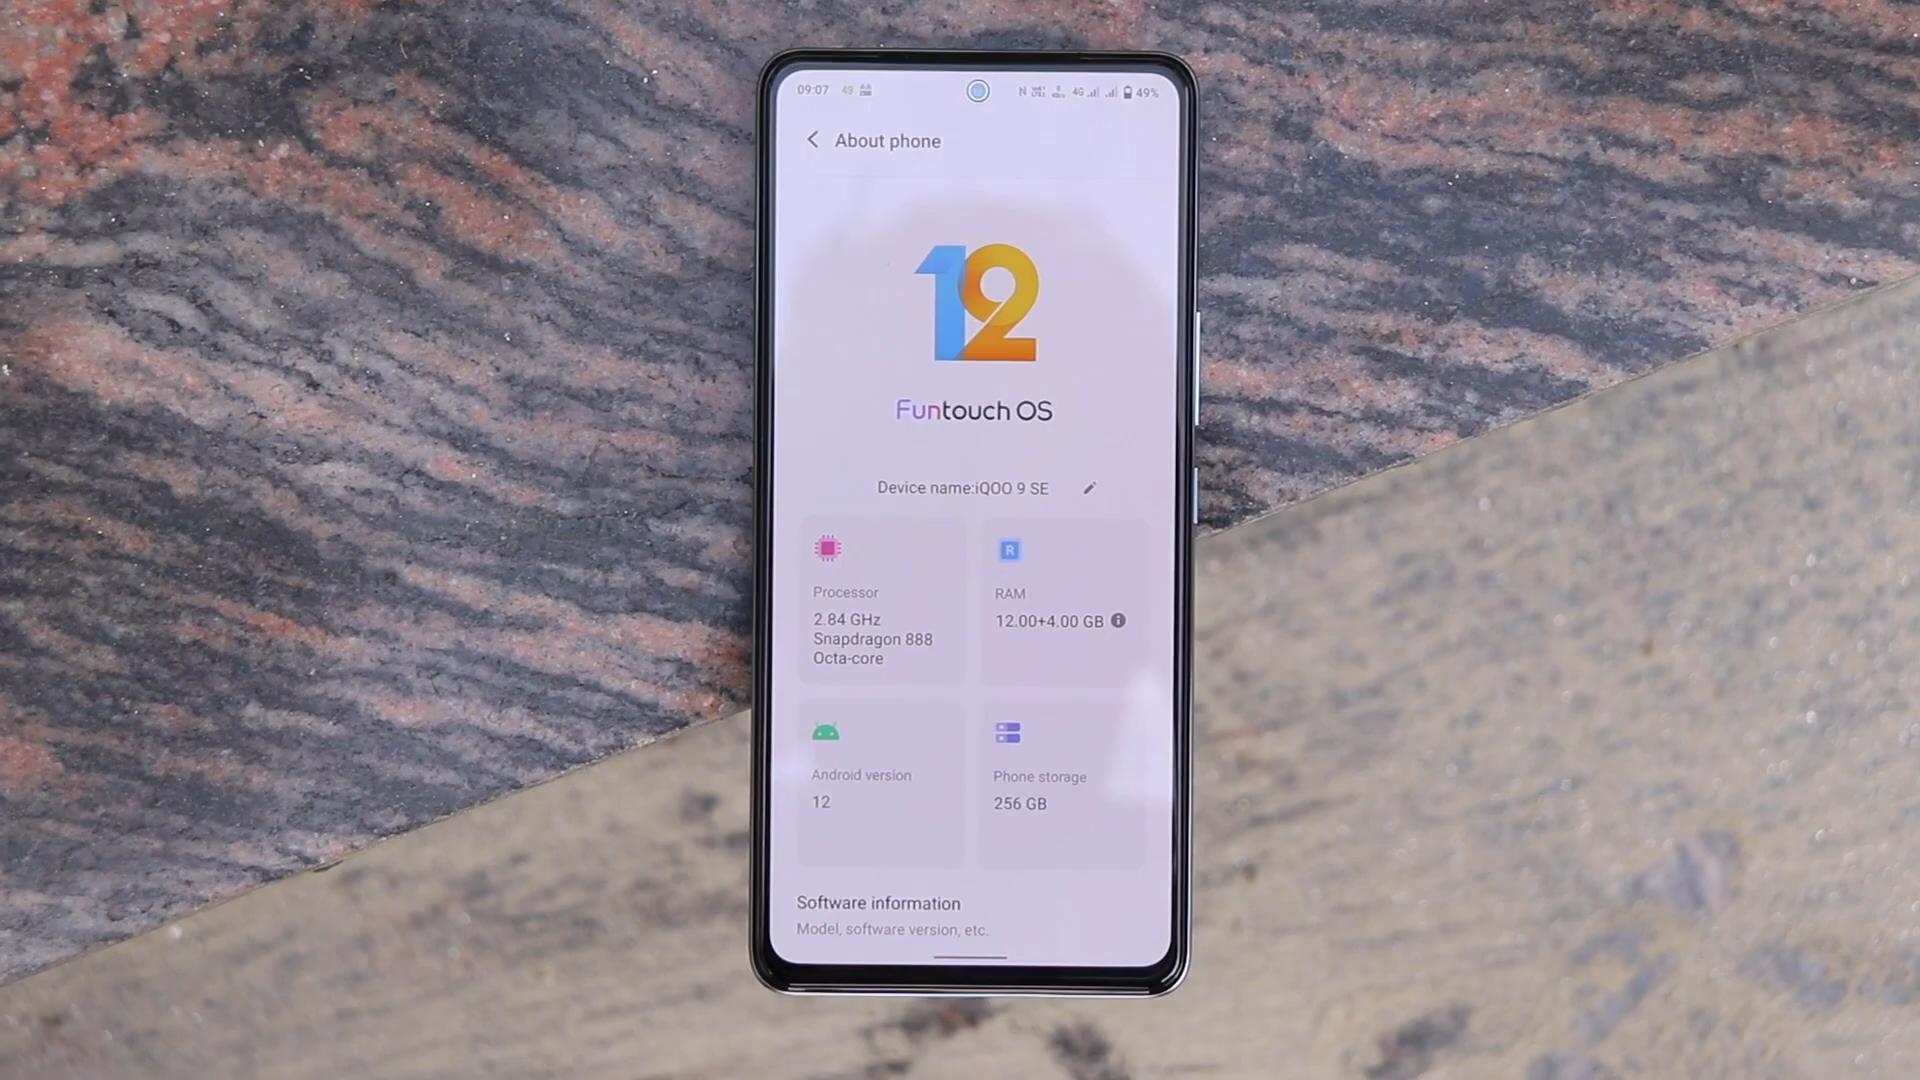 09:07 49 N 4G 49%
About phone
12
Funtouch OS
Device name:iQOO 9 SE
Processor
2.84 GHz
Snapdragon 888
Octa-core
R
RAM
12.00+4.00 GB
Android version
12
Phone storage
256 GB
Software information
Model, software version, etc.